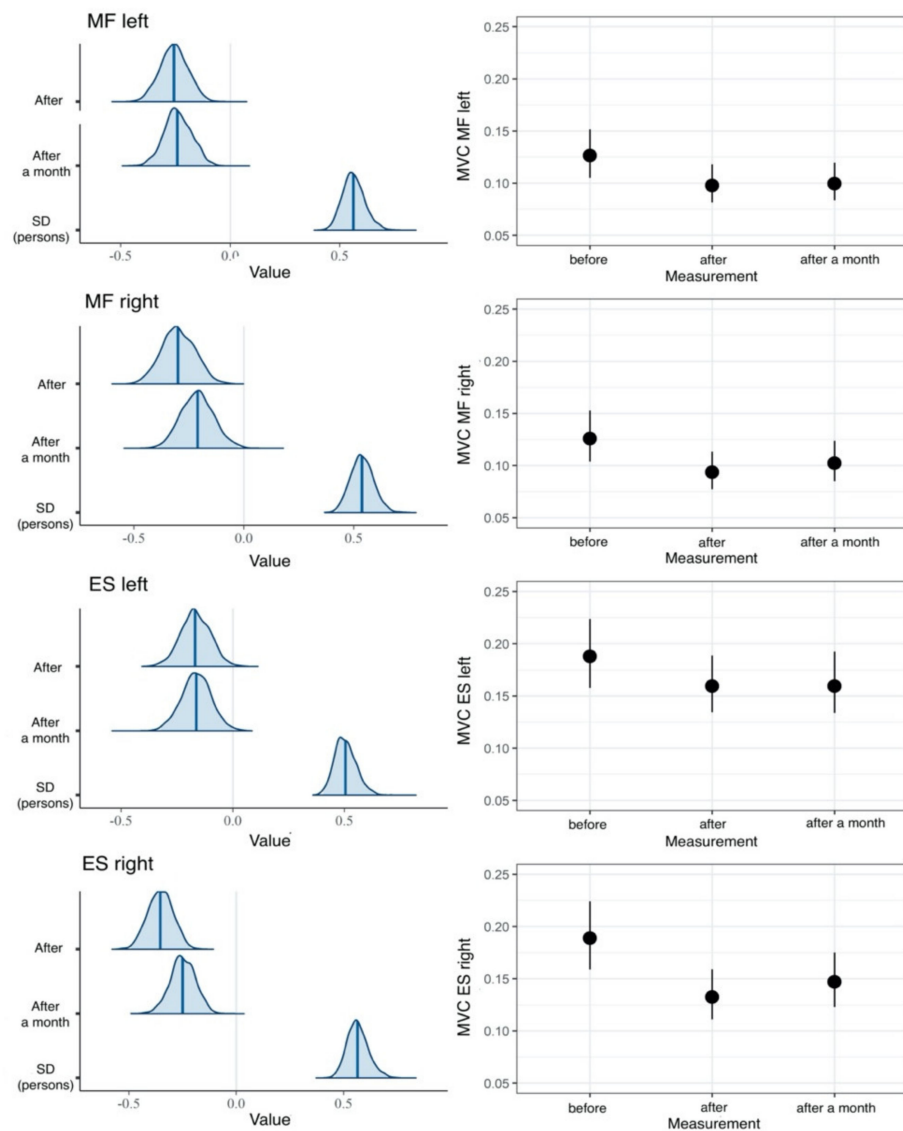 MF left
After
After
a month
SD
(persons)
-0.5 0.0 0.5
Value
0.25
0.20
0.15
0.10
0.05
MVC MF left
before after after a month
Measurement
MF right
After
After
a month
SD
(persons)
-0.5 0.0 0.5
Value
0.25
0.20
0.15
0.10
0.05
MVC MF right
before after after a month
Measurement
ES left
After
After
a month
SD
(persons)
-0.5 0.0 0.5
Value
0.25
0.20
0.15
0.10
0.05
MVC ES left
before after after a month
Measurement
ES right
After
After
a month
SD
(persons)
-0.5 0.0 0.5
Value
0.25
0.20
0.15
0.10
0.05
MVC ES right
before after after a month
Measurement